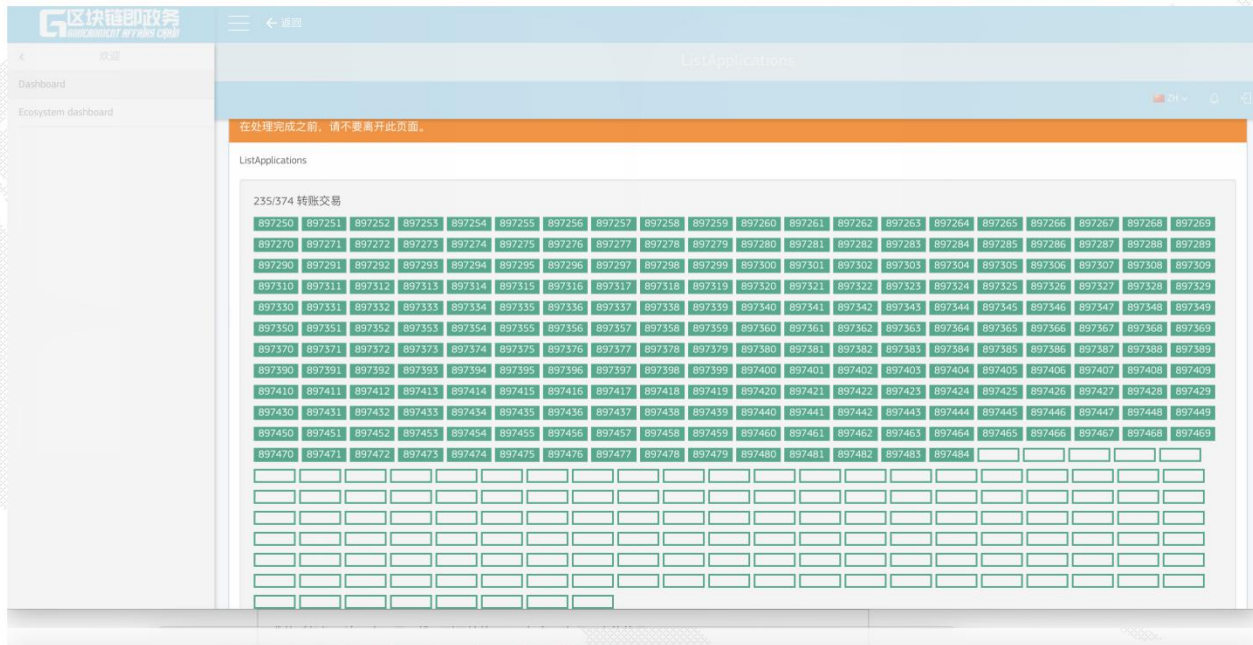 区块链即政务
GOVERNMENT AFFAIRS CHAIN
← 返回
欢迎
ListApplications
Dashboard
ZH
Ecosystem dashboard
在处理完成之前，请不要离开此页面。
ListApplications
235/374 转账交易
897250 897251 897252 897253 897254 897255 897256 897257 897258 897259 897260 897261 897262 897263 897264 897265 897266 897267 897268 897269
897270 897271 897272 897273 897274 897275 897276 897277 897278 897279 897280 897281 897282 897283 897284 897285 897286 897287 897288 897289
897290 897291 897292 897293 897294 897295 897296 897297 897298 897299 897300 897301 897302 897303 897304 897305 897306 897307 897308 897309
897310 897311 897312 897313 897314 897315 897316 897317 897318 897319 897320 897321 897322 897323 897324 897325 897326 897327 897328 897329
897330 897331 897332 897333 897334 897335 897336 897337 897338 897339 897340 897341 897342 897343 897344 897345 897346 897347 897348 897349
897350 897351 897352 897353 897354 897355 897356 897357 897358 897359 897360 897361 897362 897363 897364 897365 897366 897367 897368 897369
897370 897371 897372 897373 897374 897375 897376 897377 897378 897379 897380 897381 897382 897383 897384 897385 897386 897387 897388 897389
897390 897391 897392 897393 897394 897395 897396 897397 897398 897399 897400 897401 897402 897403 897404 897405 897406 897407 897408 897409
897410 897411 897412 897413 897414 897415 897416 897417 897418 897419 897420 897421 897422 897423 897424 897425 897426 897427 897428 897429
897430 897431 897432 897433 897434 897435 897436 897437 897438 897439 897440 897441 897442 897443 897444 897445 897446 897447 897448 897449
897450 897451 897452 897453 897454 897455 897456 897457 897458 897459 897460 897461 897462 897463 897464 897465 897466 897467 897468 897469
897470 897471 897472 897473 897474 897475 897476 897477 897478 897479 897480 897481 897482 897483 897484